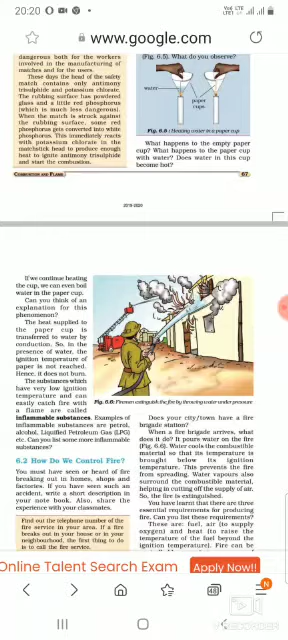 20:20
www.google.com
dangerous both for the workers
involved in the manufacturing of
matches and for the users.
These days the head of the safety
match contains only antimony
trisulphide and potassium chlorate.
The rubbing surface has powdered
glass and a little red phosphorus
(which is much less dangerous).
When the match is struck against
the rubbing surface, some red
phosphorus gets converted into white
phosphorus. This immediately reacts
with potassium chlorate in the
matchstick head to produce enough
heat to ignite antimony trisulphide
and start the combustion.
(Fig. 6.5). What do you observe?
water
paper
cups
Fig. 6.5 : Heating water in a paper cup
What happens to the empty paper
cup? What happens to the paper cup
with water? Does water in this cup
become hot?
COMBUSTION AND FLAME
67
2019-2020
If we continue heating
the cup, we can even boil
water in the paper cup.
Can you think of an
explanation for this
phenomenon?
The heat supplied to
the paper cup is
transferred to water by
conduction. So, in the
presence of water, the
ignition temperature of
paper is not reached.
Hence, it does not burn.
The substances which
have very low ignition
temperature and can
easily catch fire with
a flame are called
inflammable substances. Examples of
inflammable substances are petrol,
alcohol, Liquified Petroleum Gas (LPG)
etc. Can you list some more inflammable
substances?
6.2 How Do We Control Fire?
You must have seen or heard of fire
breaking out in homes, shops and
factories. If you have seen such an
accident, write a short description in
your note book. Also, share the
experience with your classmates.
Find out the telephone number of the
fire service in your area. If a fire
breaks out in your house or in your
neighbourhood, the first thing to do
is to call the fire service.
Fig. 6.6: Firemen extinguish the fire by throwing water under pressure
Does your city/town have a fire
brigade station?
When a fire brigade arrives, what
does it do? It pours water on the fire
(Fig. 6.6). Water cools the combustible
material so that its temperature is
brought below its ignition
temperature. This prevents the fire
from spreading. Water vapours also
surround the combustible material,
helping in cutting off the supply of air.
So, the fire is extinguished.
You have learnt that there are three
essential requirements for producing
fire. Can you list these requirements?
These are: fuel, air (to supply
oxygen) and heat (to raise the
temperature of the fuel beyond the
ignition temperature). Fire can be
Online Talent Search Exam
Apply Now!!
N